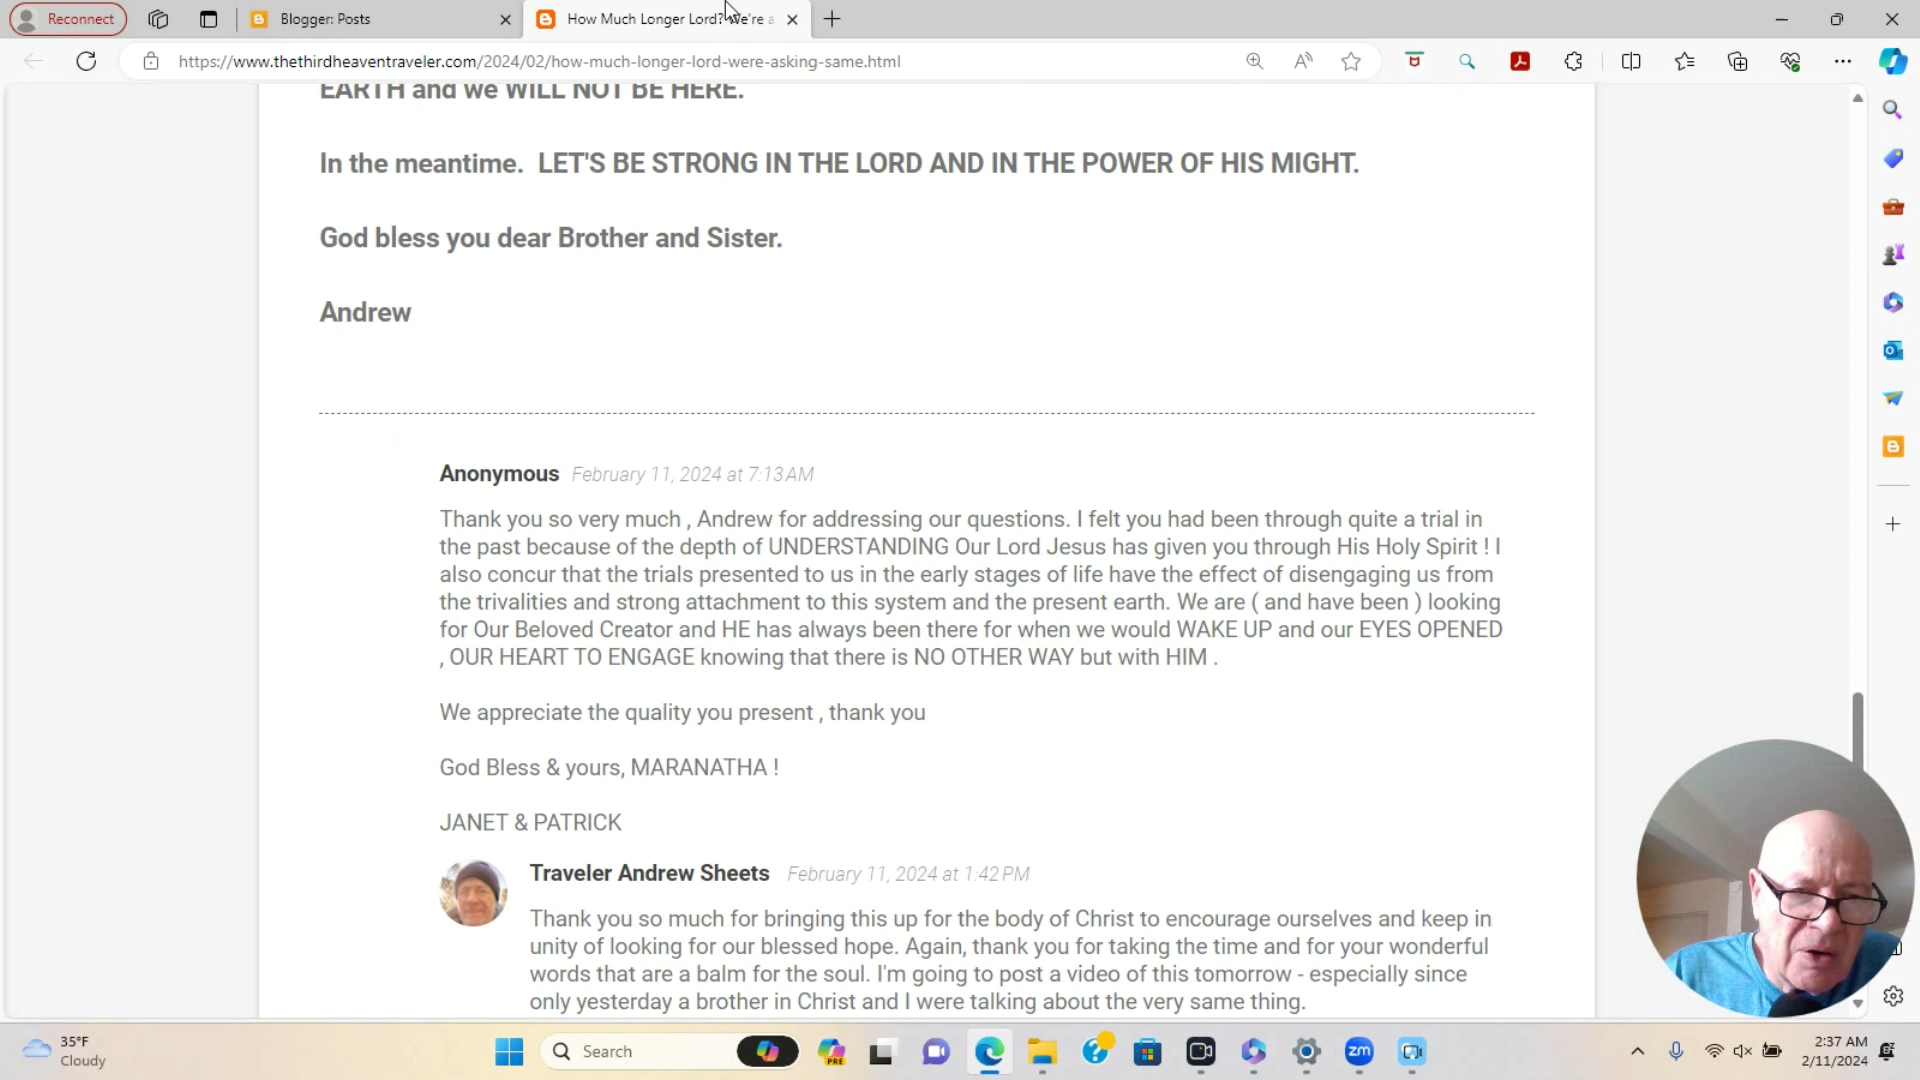 Reconnect
Blogger: Posts
How Much Longer Lord? We're a
https://www.thethirdheaventraveler.com/2024/02/how-much-longer-lord-were-asking-same.html
EARTH and we WILL NOT BE HERE.
In the meantime.  LET'S BE STRONG IN THE LORD AND IN THE POWER OF HIS MIGHT.
God bless you dear Brother and Sister.
Andrew
Anonymous February 11, 2024 at 7:13 AM
Thank you so very much , Andrew for addressing our questions. I felt you had been through quite a trial in
the past because of the depth of UNDERSTANDING Our Lord Jesus has given you through His Holy Spirit ! I
also concur that the trials presented to us in the early stages of life have the effect of disengaging us from
the trivalities and strong attachment to this system and the present earth. We are ( and have been ) looking
for Our Beloved Creator and HE has always been there for when we would WAKE UP and our EYES OPENED
, OUR HEART TO ENGAGE knowing that there is NO OTHER WAY but with HIM .
We appreciate the quality you present , thank you
God Bless & yours, MARANATHA !
JANET & PATRICK
Traveler Andrew Sheets February 11, 2024 at 1:42 PM
Thank you so much for bringing this up for the body of Christ to encourage ourselves and keep in
unity of looking for our blessed hope. Again, thank you for taking the time and for your wonderful
words that are a balm for the soul. I'm going to post a video of this tomorrow - especially since
only yesterday a brother in Christ and I were talking about the very same thing.
35°F
Cloudy
Search
PRE
zm
2:37 AM
2/11/2024